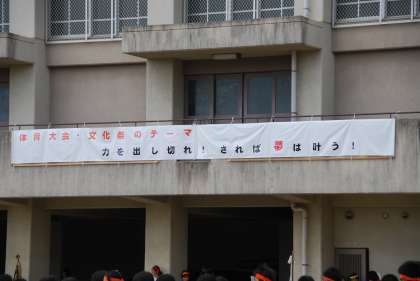 体育大会・文化祭のテーマ
力を出し切れ！されば夢は叶う！